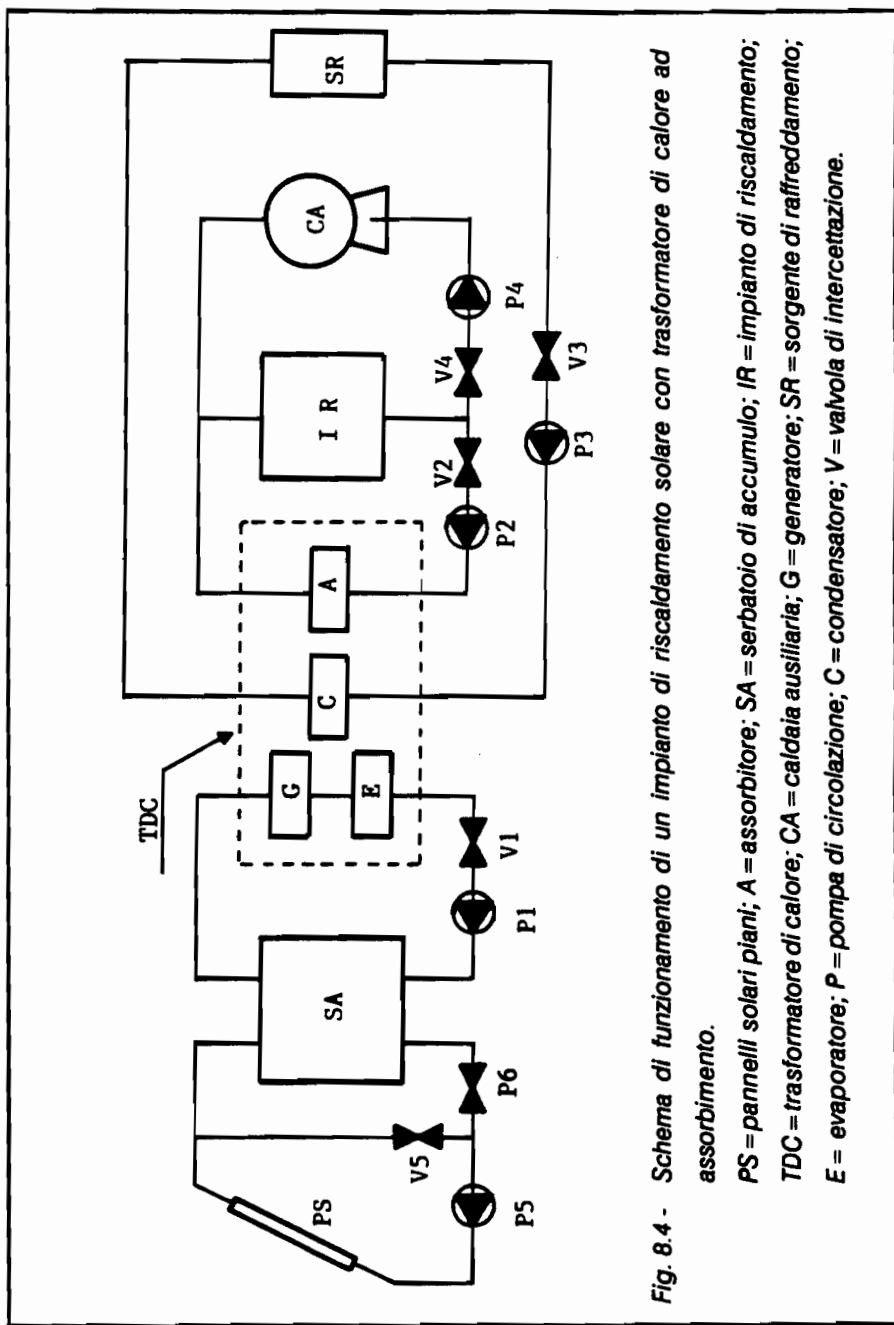 TDC
PS
SA
G
E
C
A
I R
CA
SR
V5
P5
P6
P1
V1
P2
V2
V4
P4
P3
V3
Fig. 8.4 - Schema di funzionamento di un impianto di riscaldamento solare con trasformatore di calore ad
assorbimento.
PS=pannelli solari piani; A=assorbitore; SA=serbatoio di accumulo; IR=impianto di riscaldamento;
TDC=trasformatore di calore; CA=caldaia ausiliaria; G=generatore; SR=sorgente di raffreddamento;
E= evaporatore; P=pompa di circolazione; C=condensatore; V=valvola di intercettazione.